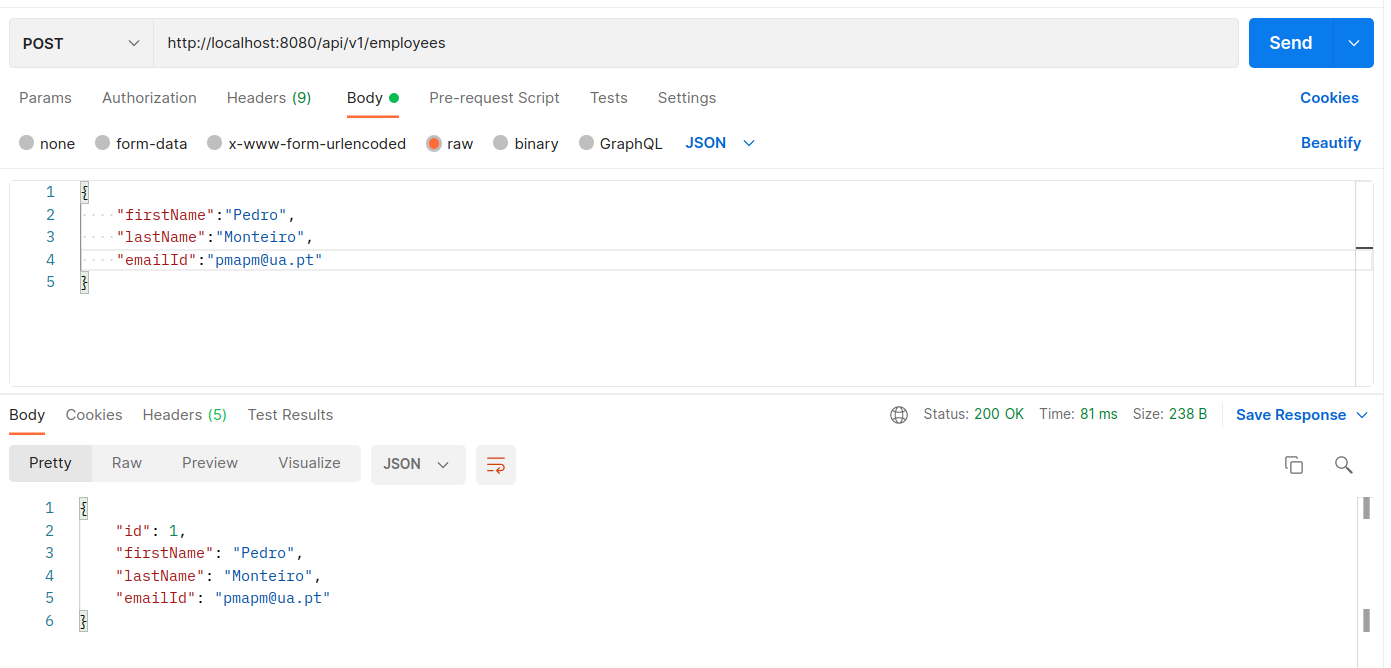 POST http://localhost:8080/api/v1/employees Send
Params Authorization Headers (9) Body Pre-request Script Tests Settings Cookies
none form-data x-www-form-urlencoded raw binary GraphQL JSON Beautify
1 {
2 ····"firstName":"Pedro",
3 ····"lastName":"Monteiro",
4 ····"emailId":"pmapm@ua.pt"
5 }
Body Cookies Headers (5) Test Results Status: 200 OK Time: 81 ms Size: 238 B Save Response
Pretty Raw Preview Visualize JSON
1 {
2 "id": 1,
3 "firstName": "Pedro",
4 "lastName": "Monteiro",
5 "emailId": "pmapm@ua.pt"
6 }